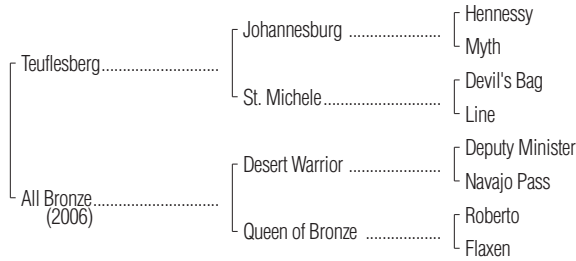 Hennessy
Johannesburg ..................
Myth
Teuflesberg.......................
Devil's Bag
St. Michele.......................
Line
Deputy Minister
Desert Warrior ..................
Navajo Pass
All Bronze.........................
(2006)
Roberto
Queen of Bronze ...............
Flaxen